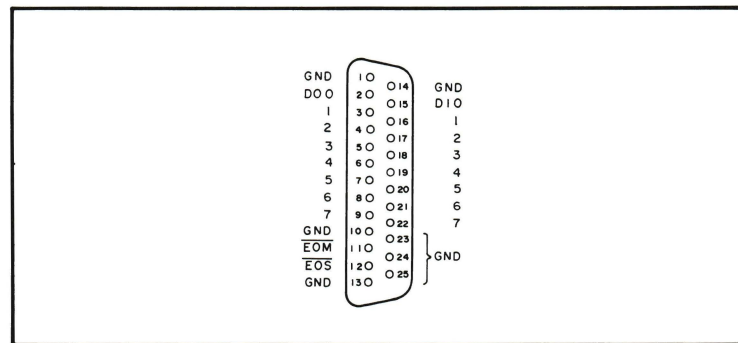 GND 1 14 GND
DO0 2 15 DI0
1 3 16 1
2 4 17 2
3 5 18 3
4 6 19 4
5 7 20 5
6 8 21 6
7 9 22 7
GND 10 23
EOM 11 24 GND
EOS 12 25
GND 13